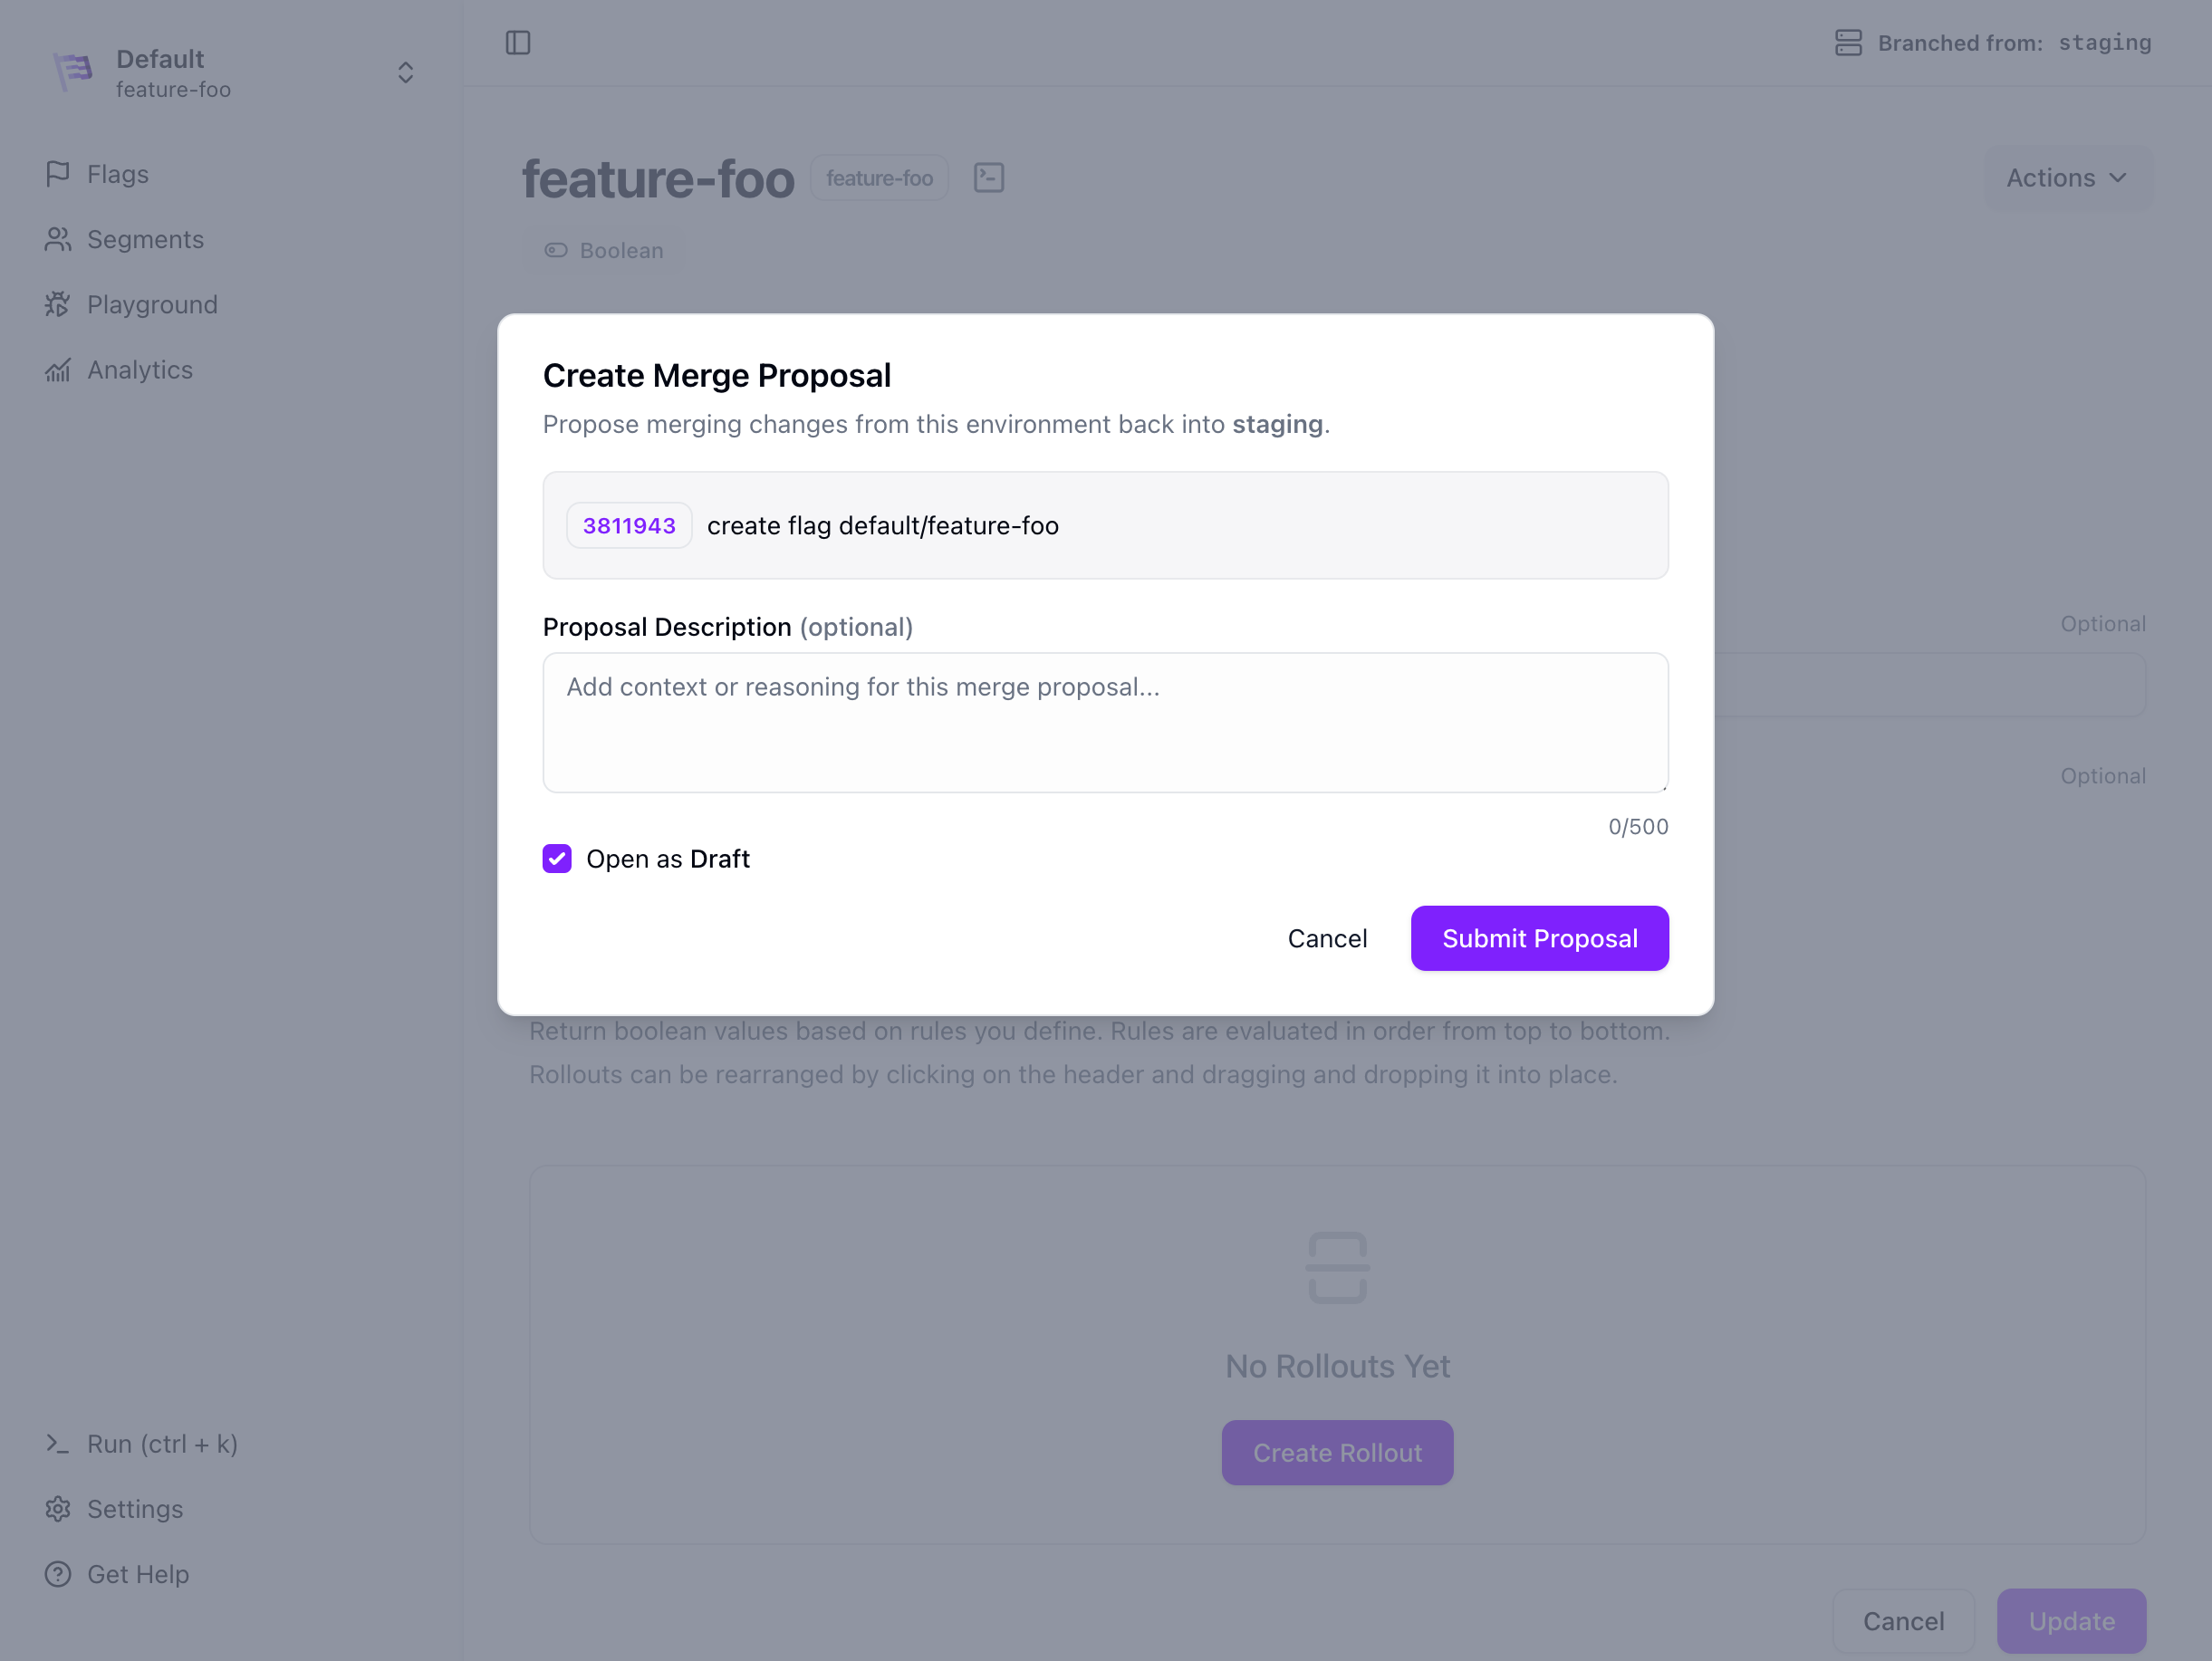 Default
feature-foo
Flags
Segments
Playground
Analytics
Run (ctrl + k)
Settings
Get Help
Branched from: staging
feature-foo feature-foo
Actions
Boolean
Create Merge Proposal
Propose merging changes from this environment back into staging.
3811943 create flag default/feature-foo
Proposal Description (optional)
Add context or reasoning for this merge proposal...
0/500
Open as Draft
Cancel Submit Proposal
Optional
Optional
Return boolean values based on rules you define. Rules are evaluated in order from top to bottom.
Rollouts can be rearranged by clicking on the header and dragging and dropping it into place.
No Rollouts Yet
Create Rollout
Cancel Update